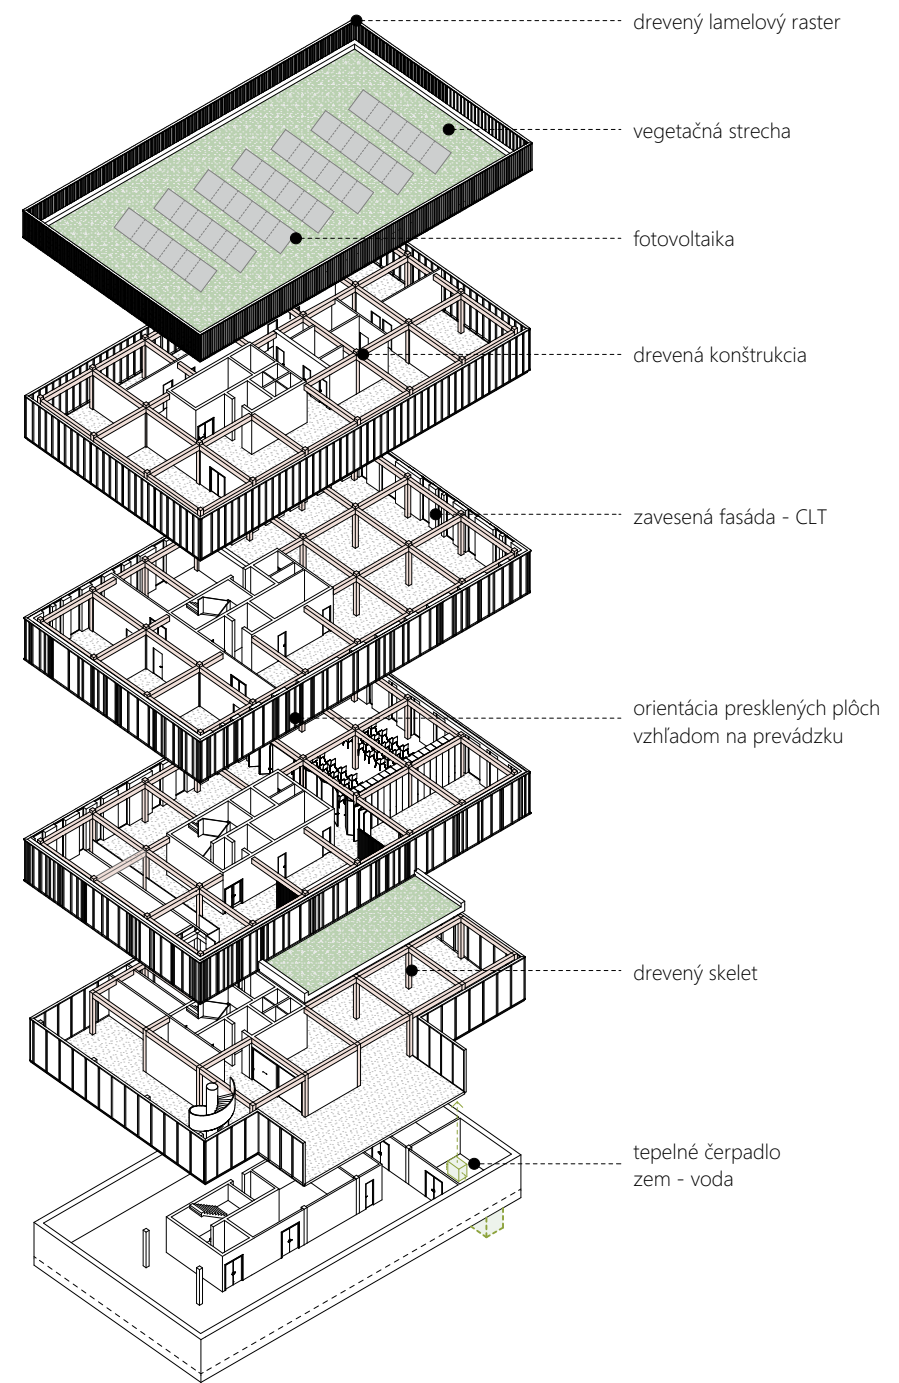 drevený lamelový raster
vegetačná strecha
fotovoltaika
drevená konštrukcia
zavesená fasáda - CLT
orientácia presklených plôch
vzhľadom na prevádzku
drevený skelet
tepelné čerpadlo
zem - voda